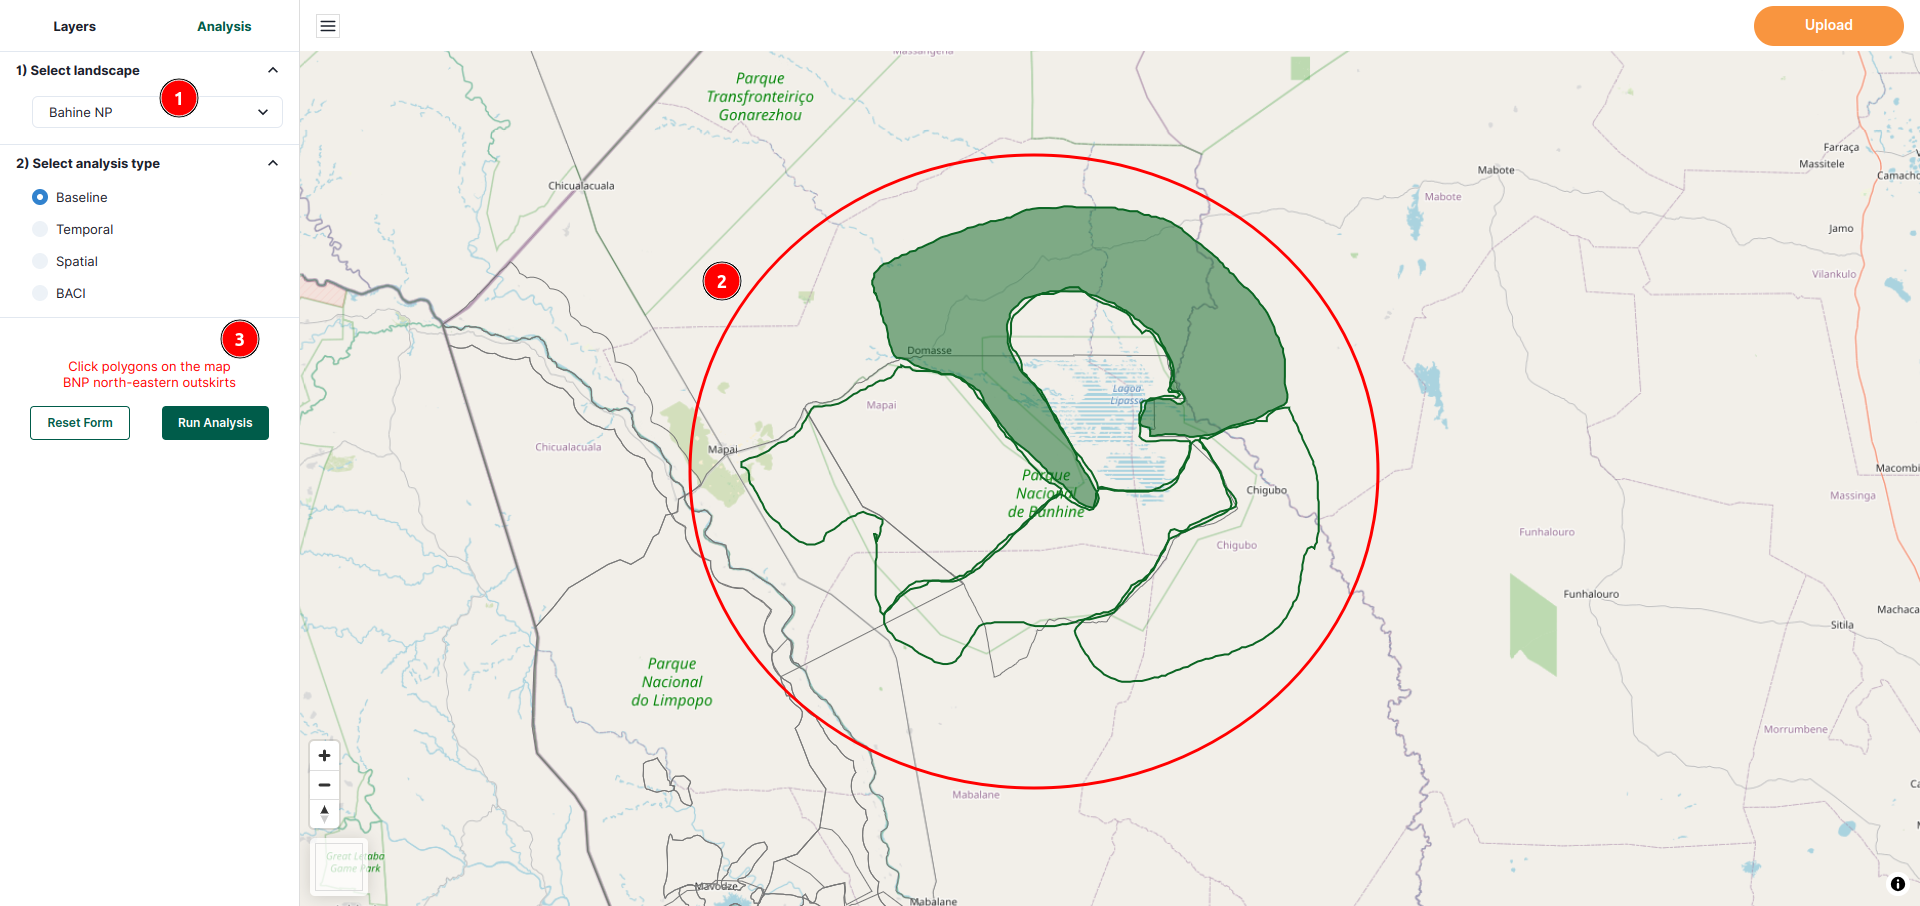 Layers
Analysis
Upload
1) Select landscape
1
Bahine NP
2) Select analysis type
Baseline
Temporal
Spatial
BACI
3
Click polygons on the map
BNP north-eastern outskirts
Reset Form
Run Analysis
2
Massangena
Parque
Transfronteiriço
Gonarezhou
Chicualacuala
Domasse
Mapai
Lagoa
Lipasse
Chicualacuala
Mapai
Parque
Nacional
de Banhine
Chigubo
Chigubo
Parque
Nacional
do Limpopo
Mabalane
Mavodze
Mabalane
Great Letaba
Game Park
Mabote
Mabote
Farraça
Massitele
Camacho
Jamo
Vilankulo
Macombi
Massinga
Funhalouro
Funhalouro
Machaca
Sitila
Morrumbene